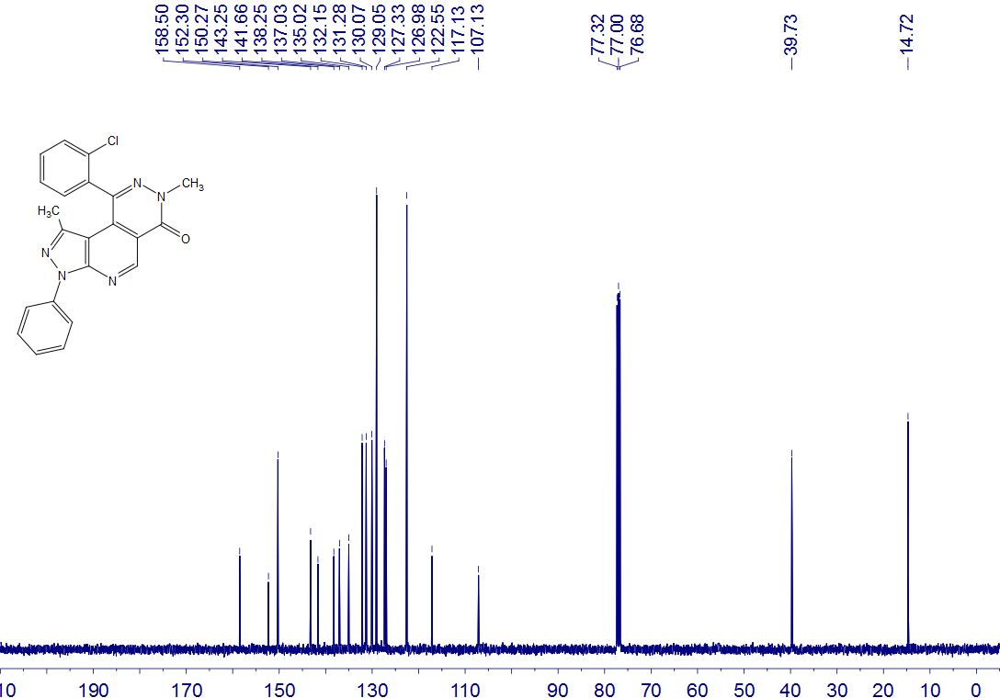 158.50
152.30
150.27
143.25
141.66
138.25
137.03
135.02
132.15
131.28
130.07
129.05
127.33
126.98
122.55
117.13
107.13
77.32
77.00
76.68
39.73
14.72
Cl
N
N
CH3
H3C
O
N
N
N
10 190 170 150 130 110 90 80 70 60 50 40 30 20 10 0